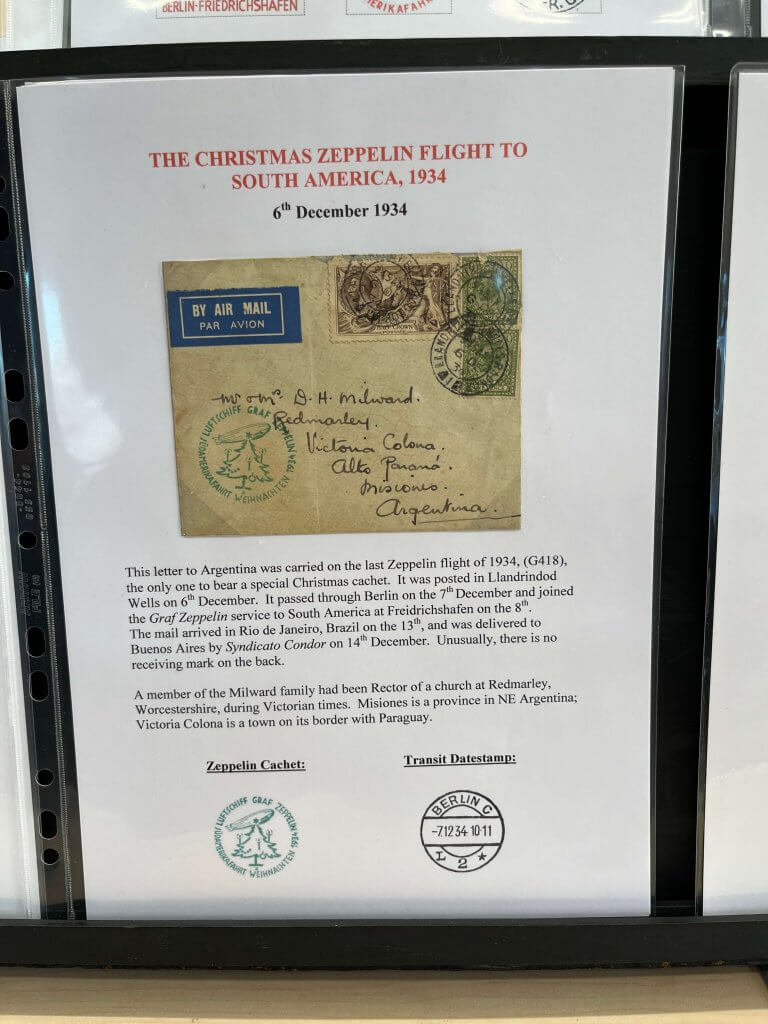 BERLIN-FRIEDRICHSHAFEN
THE CHRISTMAS ZEPPELIN FLIGHT TO
SOUTH AMERICA, 1934
6th December 1934
BY AIR MAIL
PAR AVION
HALF CROWN
Mr & Mrs D. H. Milward.
Redmarley.
Victoria Colona.
Alto Paraná.
Misiones.
Argentina.
LUFTSCHIFF GRAF ZEPPELIN
SÜDAMERIKAFAHRT WEIHNACHTEN 1934
This letter to Argentina was carried on the last Zeppelin flight of 1934, (G418),
the only one to bear a special Christmas cachet. It was posted in Llandrindod
Wells on 6th December. It passed through Berlin on the 7th December and joined
the Graf Zeppelin service to South America at Freidrichshafen on the 8th.
The mail arrived in Rio de Janeiro, Brazil on the 13th, and was delivered to
Buenos Aires by Syndicato Condor on 14th December. Unusually, there is no
receiving mark on the back.
A member of the Milward family had been Rector of a church at Redmarley,
Worcestershire, during Victorian times. Misiones is a province in NE Argentina;
Victoria Colona is a town on its border with Paraguay.
Zeppelin Cachet:
Transit Datestamp:
LUFTSCHIFF GRAF ZEPPELIN
SÜDAMERIKAFAHRT WEIHNACHTEN 1934
BERLIN C
-7.12.34 10-11
L 2 *